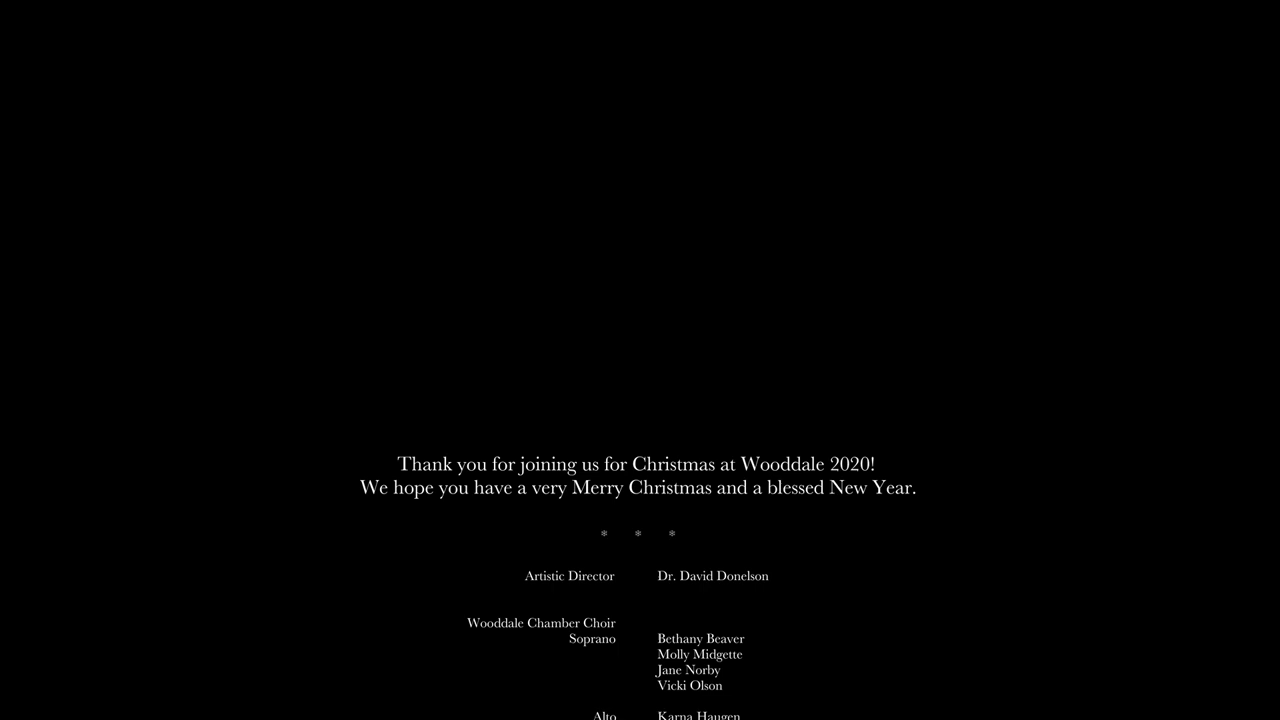 Thank you for joining us for Christmas at Wooddale 2020!
We hope you have a very Merry Christmas and a blessed New Year.
* * *
Artistic Director Dr. David Donelson
Wooddale Chamber Choir
Soprano Bethany Beaver
Molly Midgette
Jane Norby
Vicki Olson
Alto Karna Haugen